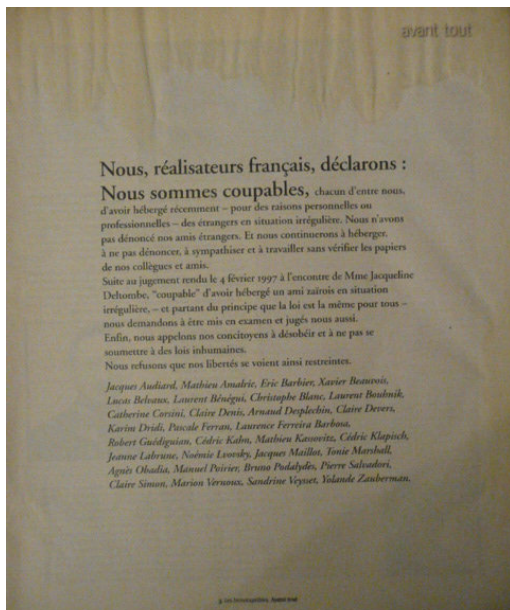 avant tout
Nous, réalisateurs français, déclarons :
Nous sommes coupables, chacun d'entre nous,
d'avoir hébergé récemment – pour des raisons personnelles ou
professionnelles – des étrangers en situation irrégulière. Nous n'avons
pas dénoncé nos amis étrangers. Et nous continuerons à héberger,
à ne pas dénoncer, à sympathiser et à travailler sans vérifier les papiers
de nos collègues et amis.
Suite au jugement rendu le 4 février 1997 à l'encontre de Mme Jacqueline
Deltombe, "coupable" d'avoir hébergé un ami zaïrois en situation
irrégulière, – et partant du principe que la loi est la même pour tous –
nous demandons à être mis en examen et jugés nous aussi.
Enfin, nous appelons nos concitoyens à désobéir et à ne pas se
soumettre à des lois inhumaines.
Nous refusons que nos libertés se voient ainsi restreintes.
Jacques Audiard, Mathieu Amalric, Eric Barbier, Xavier Beauvois,
Lucas Belvaux, Laurent Bénégui, Christophe Blanc, Laurent Bouhnik,
Catherine Corsini, Claire Denis, Arnaud Desplechin, Claire Devers,
Karim Dridi, Pascale Ferran, Laurence Ferreira Barbosa,
Robert Guédiguian, Cédric Kahn, Mathieu Kassovitz, Cédric Klapisch,
Jeanne Labrune, Noémie Lvovsky, Jacques Maillot, Tonie Marshall,
Agnès Obadia, Manuel Poirier, Bruno Podalydès, Pierre Salvadori,
Claire Simon, Marion Vernoux, Sandrine Veysset, Yolande Zauberman.